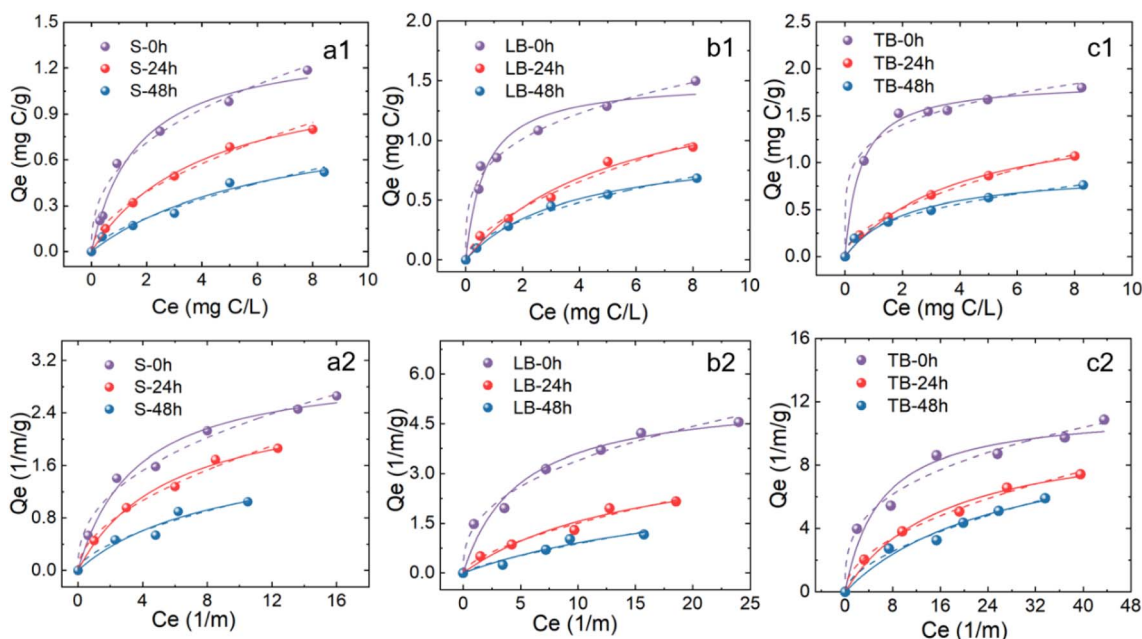 a1
S-0h
S-24h
S-48h
Qe (mg C/g)
1.5
1.2
0.9
0.6
0.3
0.0
0 2 4 6 8 10
Ce (mg C/L)
b1
LB-0h
LB-24h
LB-48h
Qe (mg C/g)
2.0
1.5
1.0
0.5
0.0
0 2 4 6 8 10
Ce (mg C/L)
c1
TB-0h
TB-24h
TB-48h
Qe (mg C/g)
2.5
2.0
1.5
1.0
0.5
0.0
0 2 4 6 8 10
Ce (mg C/L)
a2
S-0h
S-24h
S-48h
Qe (1/m/g)
3.2
2.4
1.6
0.8
0.0
0 4 8 12 16
Ce (1/m)
b2
LB-0h
LB-24h
LB-48h
Qe (1/m/g)
6.0
4.5
3.0
1.5
0.0
0 5 10 15 20 25
Ce (1/m)
c2
TB-0h
TB-24h
TB-48h
Qe (1/m/g)
16
12
8
4
0
0 8 16 24 32 40 48
Ce (1/m)